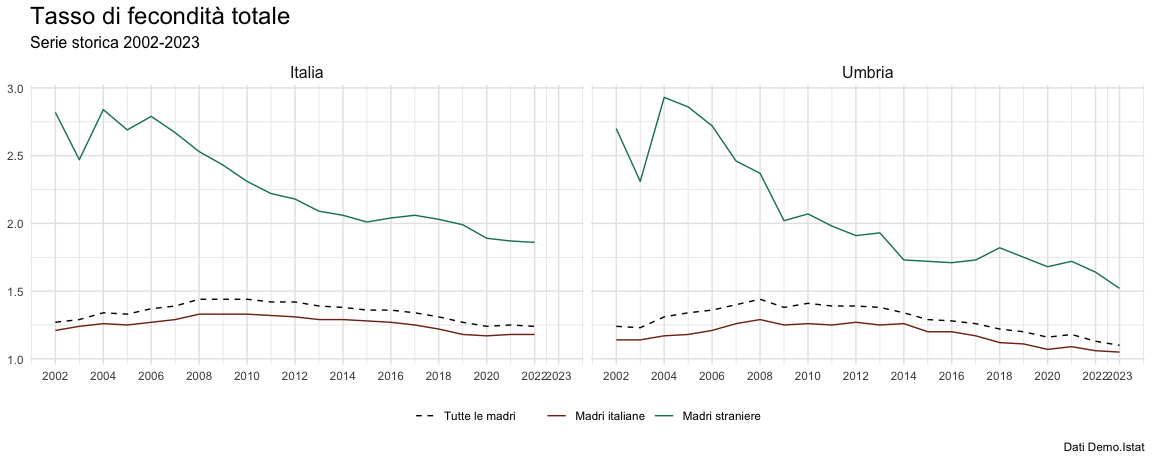 Tasso di fecondità totale
Serie storica 2002-2023
Italia Umbria
3.0
2.5
2.0
1.5
1.0
2002 2004 2006 2008 2010 2012 2014 2016 2018 2020 2022 2023 2002 2004 2006 2008 2010 2012 2014 2016 2018 2020 2022 2023
Tutte le madri Madri italiane Madri straniere
Dati Demo.Istat